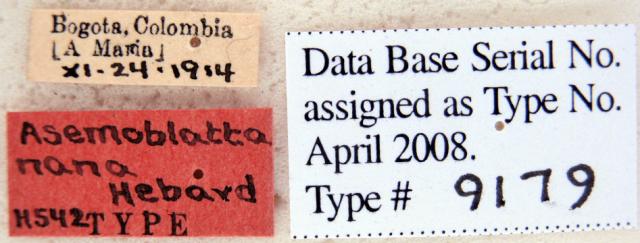 Bogota, Colombia
[A Maria]
XI-24-1914
Asemoblatta
nana
Hebard
H542 TYPE
Data Base Serial No.
assigned as Type No.
April 2008.
Type # 9179